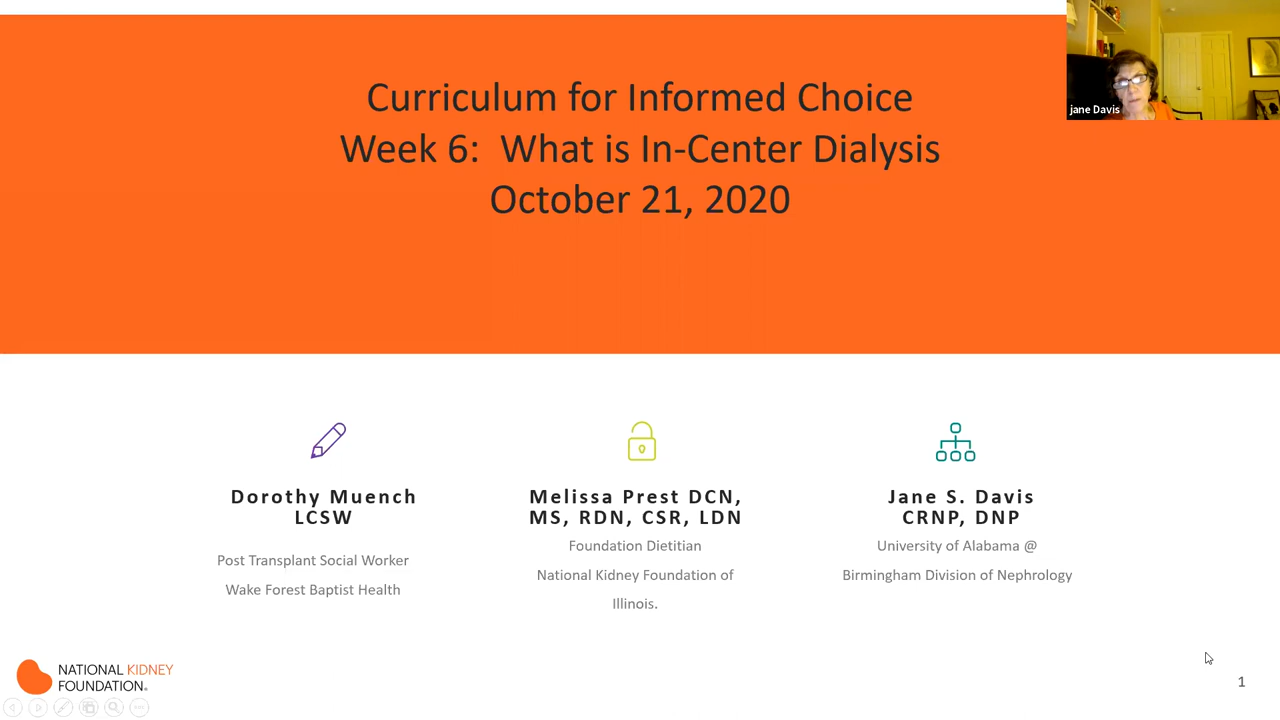 Curriculum for Informed Choice
Week 6: What is In-Center Dialysis
October 21, 2020
jane Davis
Dorothy Muench
LCSW
Post Transplant Social Worker
Wake Forest Baptist Health
Melissa Prest DCN,
MS, RDN, CSR, LDN
Foundation Dietitian
National Kidney Foundation of
Illinois.
Jane S. Davis
CRNP, DNP
University of Alabama @
Birmingham Division of Nephrology
NATIONAL KIDNEY
FOUNDATION®
1